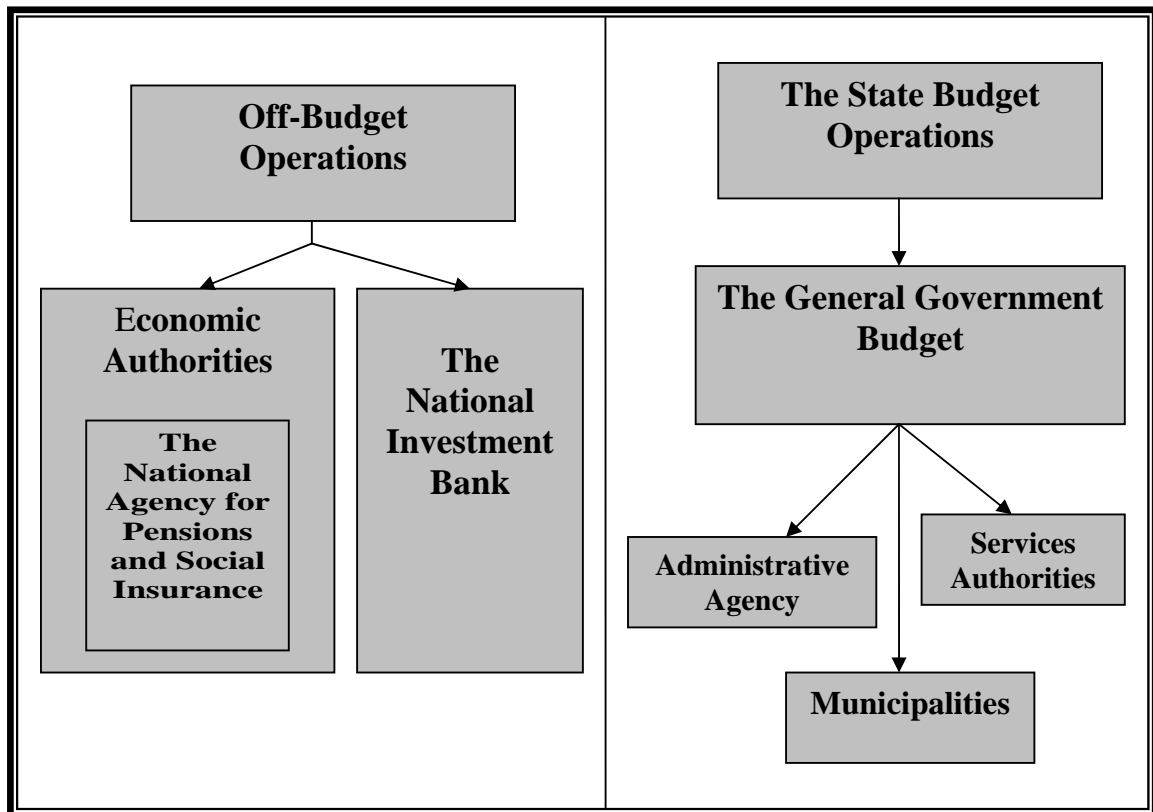 Off-Budget
Operations
Economic
Authorities
The
National
Agency for
Pensions
and Social
Insurance
The
National
Investment
Bank
The State Budget
Operations
The General Government
Budget
Administrative
Agency
Services
Authorities
Municipalities